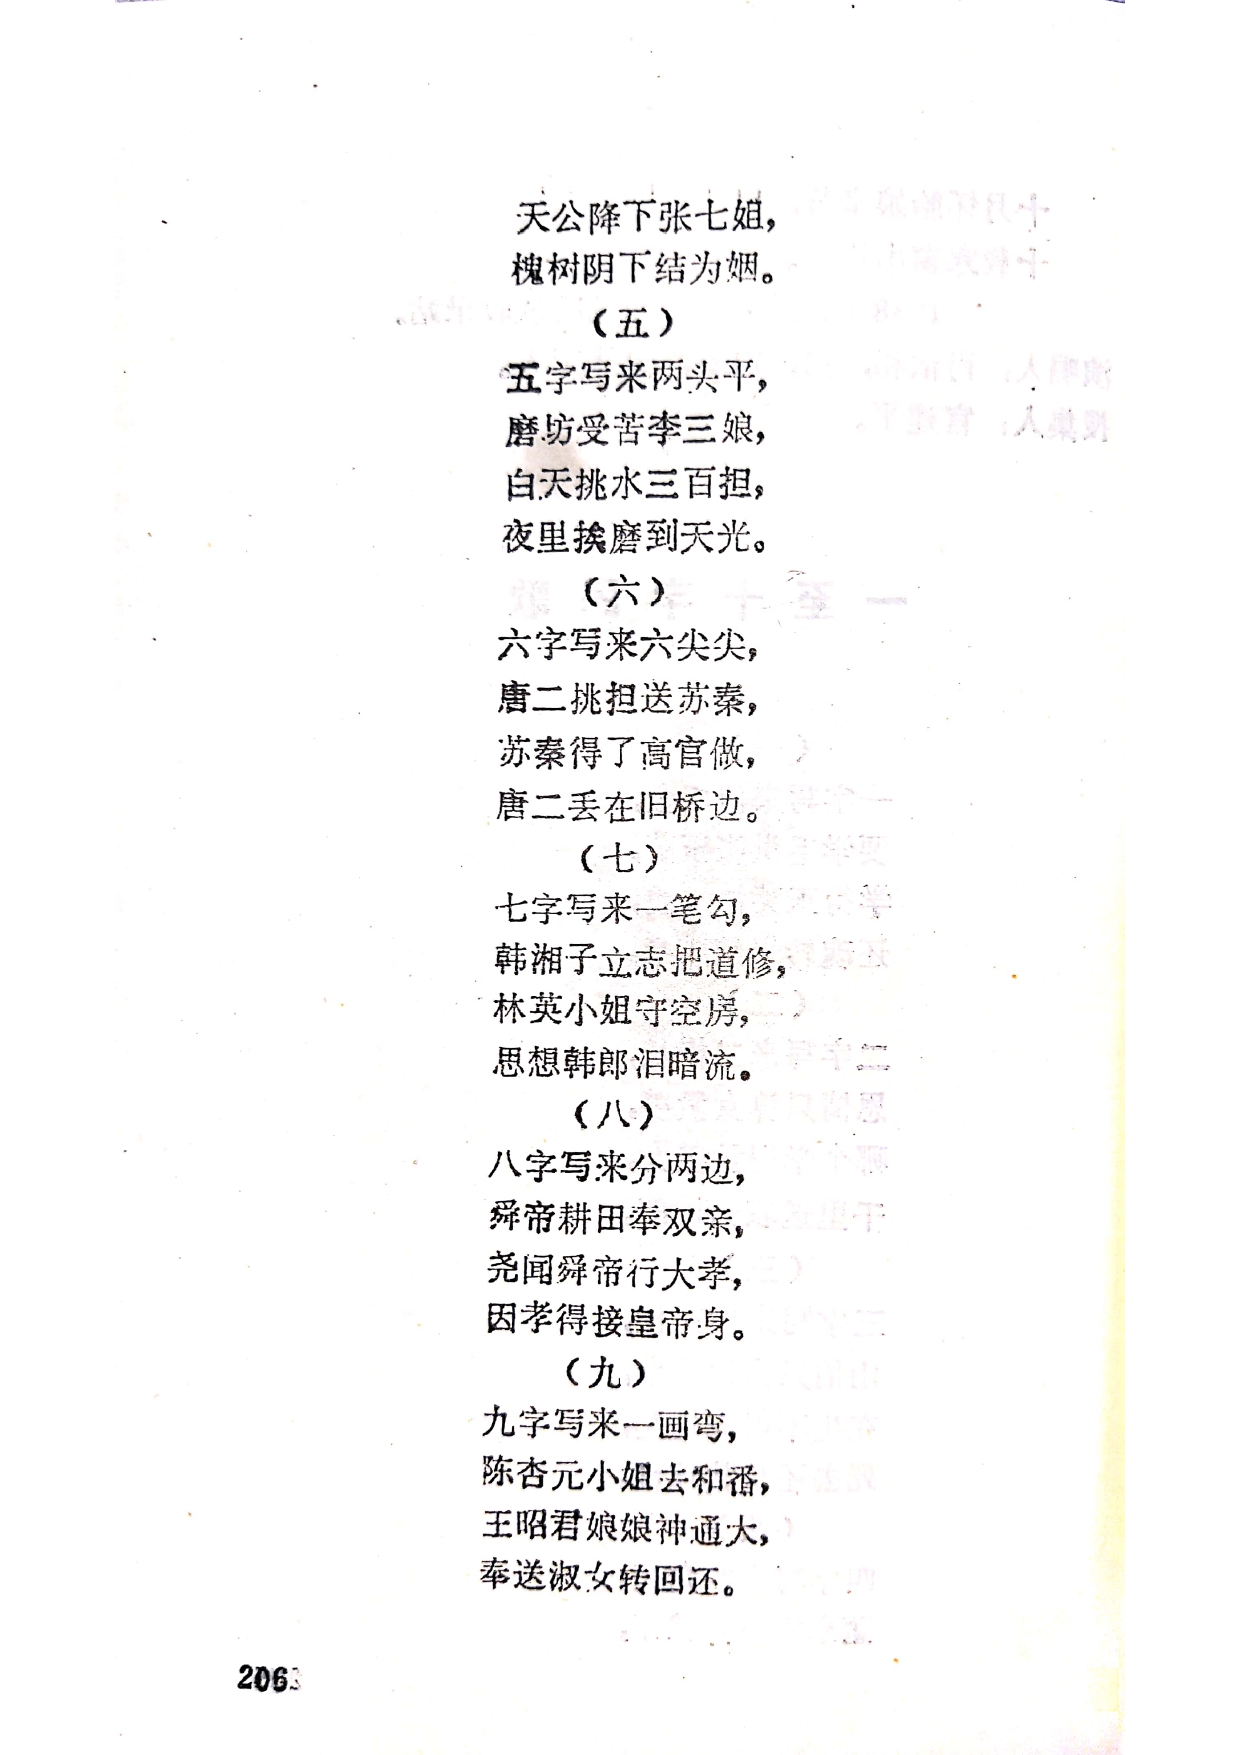 天公降下张七姐，
槐树阴下结为姻。
（五）
五字写来两头平，
磨坊受苦李三娘，
白天挑水三百担，
夜里挨磨到天光。
（六）
六字写来六尖尖，
唐二挑担送苏秦，
苏秦得了高官做，
唐二丢在旧桥边。
（七）
七字写来一笔勾，
韩湘子立志把道修，
林英小姐守空房，
思想韩郎泪暗流。
（八）
八字写来分两边，
舜帝耕田奉双亲，
尧闻舜帝行大孝，
因孝得接皇帝身。
（九）
九字写来一画弯，
陈杏元小姐去和番，
王昭君娘娘神通大，
奉送淑女转回还。
206